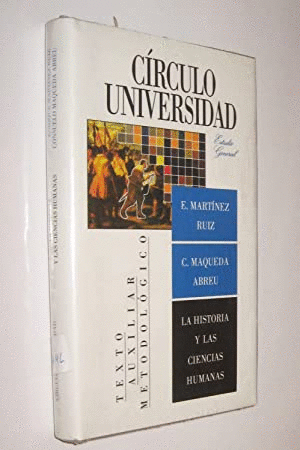 CÍRCULO
UNIVERSIDAD
Estudio
General
E. MARTÍNEZ
RUIZ
C. MAQUEDA
ABREU
LA HISTORIA
Y LAS
CIENCIAS
HUMANAS
TEXTO
AUXILIAR
METODOLÓGICO
CONSUELO MAQUEDA ABREU
Y LAS CIENCIAS HUMANAS